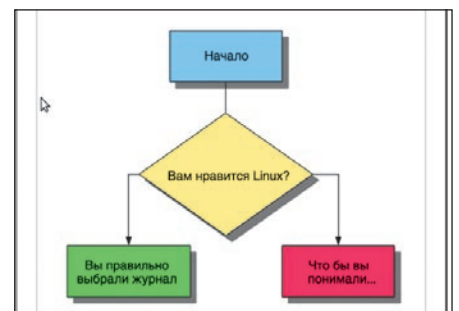 Начало
Вам нравится Linux?
Вы правильно
выбрали журнал
Что бы вы
понимали...